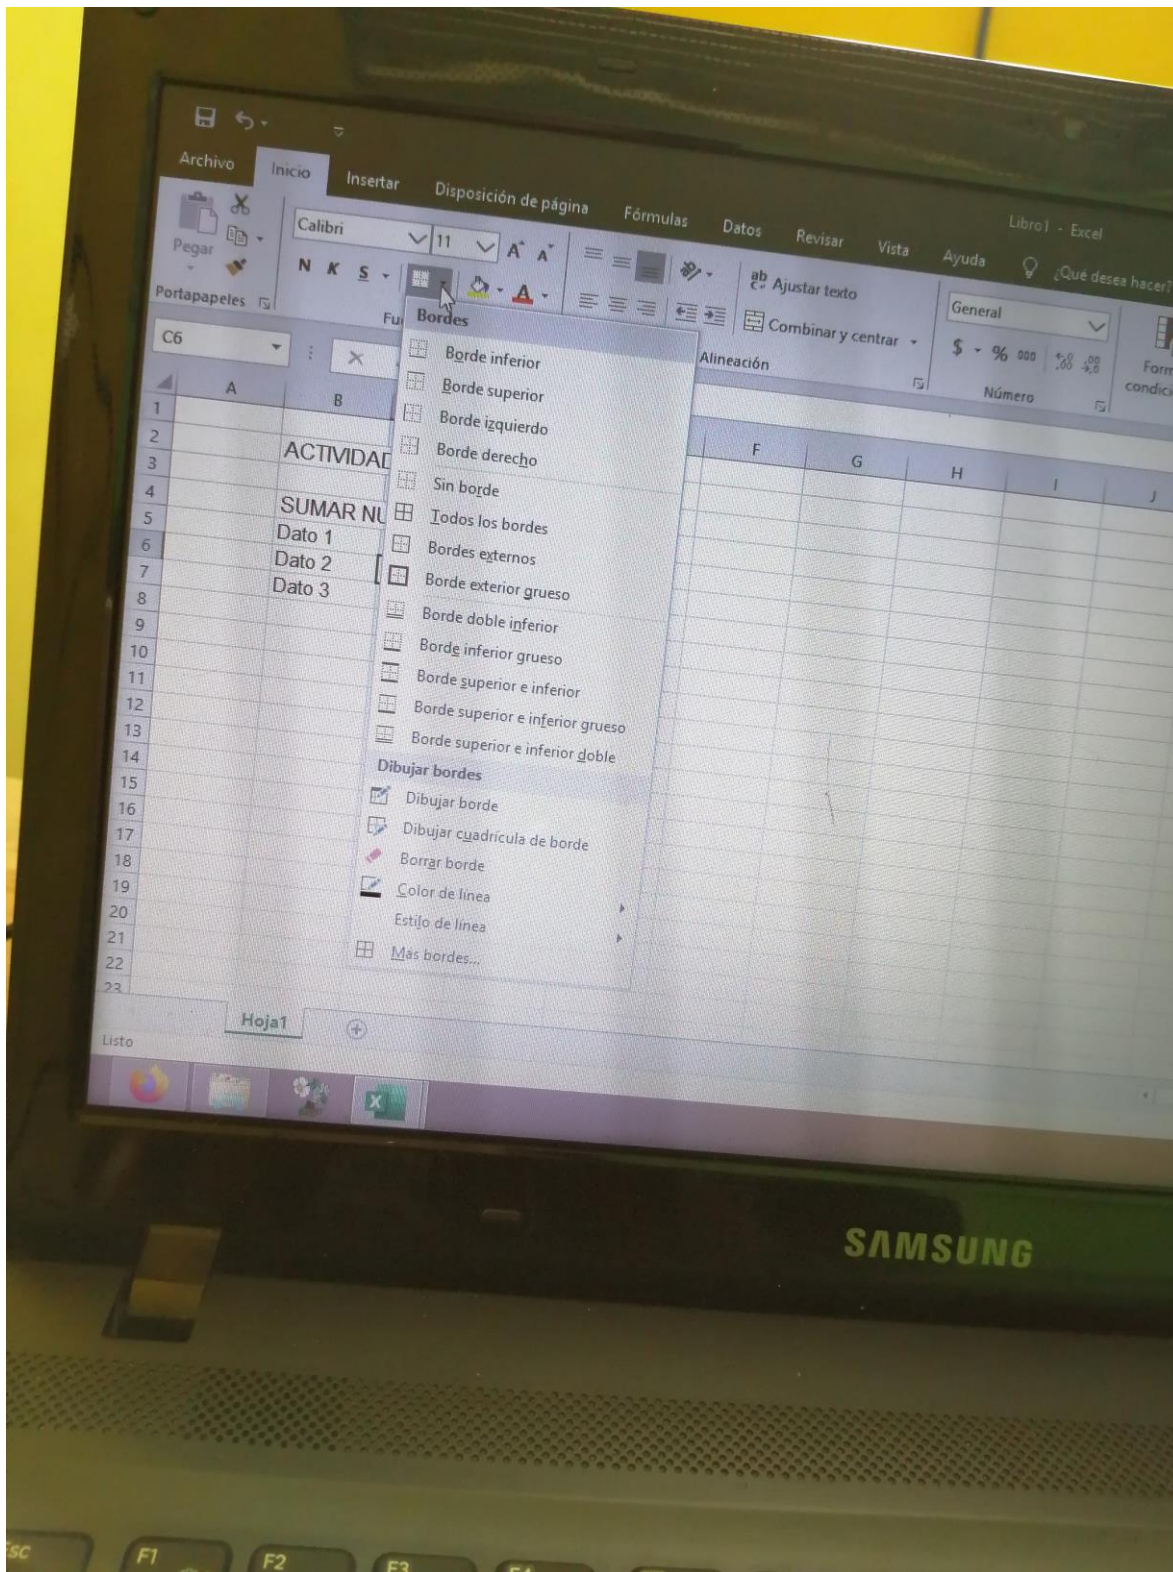 Libro1 - Excel
Archivo
Inicio
Insertar
Disposición de página
Fórmulas
Datos
Revisar
Vista
Ayuda
¿Qué desea hacer?
Pegar
Portapapeles
Calibri
11
N K S
Alineación
ab Ajustar texto
Combinar y centrar
General
$ % 000
Número
C6
A
B
F
G
H
I
J
1
2
3
4
5
6
7
8
9
10
11
12
13
14
15
16
17
18
19
20
21
22
23
ACTIVIDAD
SUMAR NU
Dato 1
Dato 2
Dato 3
Bordes
Borde inferior
Borde superior
Borde izquierdo
Borde derecho
Sin borde
Todos los bordes
Bordes externos
Borde exterior grueso
Borde doble inferior
Borde inferior grueso
Borde superior e inferior
Borde superior e inferior grueso
Borde superior e inferior doble
Dibujar bordes
Dibujar borde
Dibujar cuadrícula de borde
Borrar borde
Color de línea
Estilo de línea
Más bordes...
Hoja1
Listo
SAMSUNG
F1
F2
F3